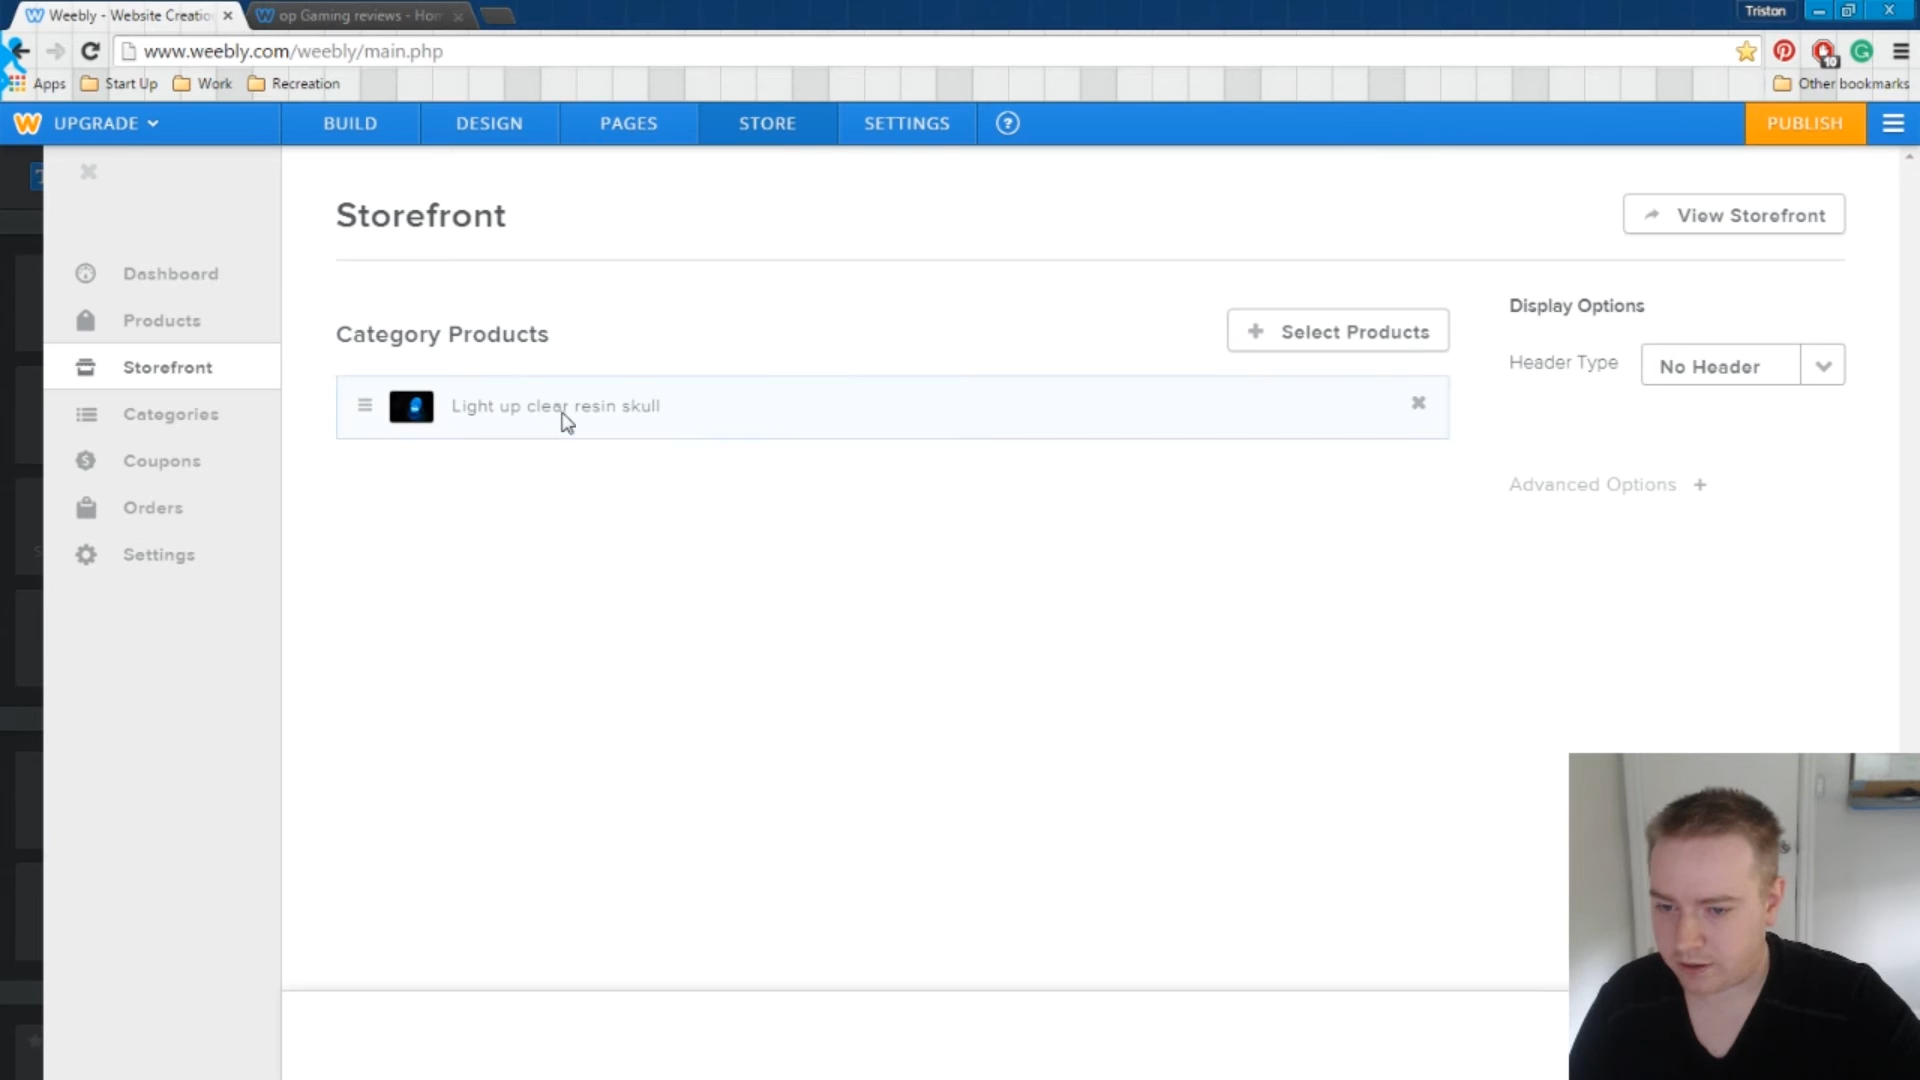 Weebly - Website Creatio
op Gaming reviews - Hom
Triston
www.weebly.com/weebly/main.php
10
Apps
Start Up
Work
Recreation
Other bookmarks
UPGRADE
BUILD
DESIGN
PAGES
STORE
SETTINGS
?
PUBLISH
Storefront
View Storefront
Dashboard
Products
Storefront
Categories
Coupons
Orders
Settings
Category Products
+ Select Products
Light up clear resin skull
Display Options
Header Type
No Header
Advanced Options +